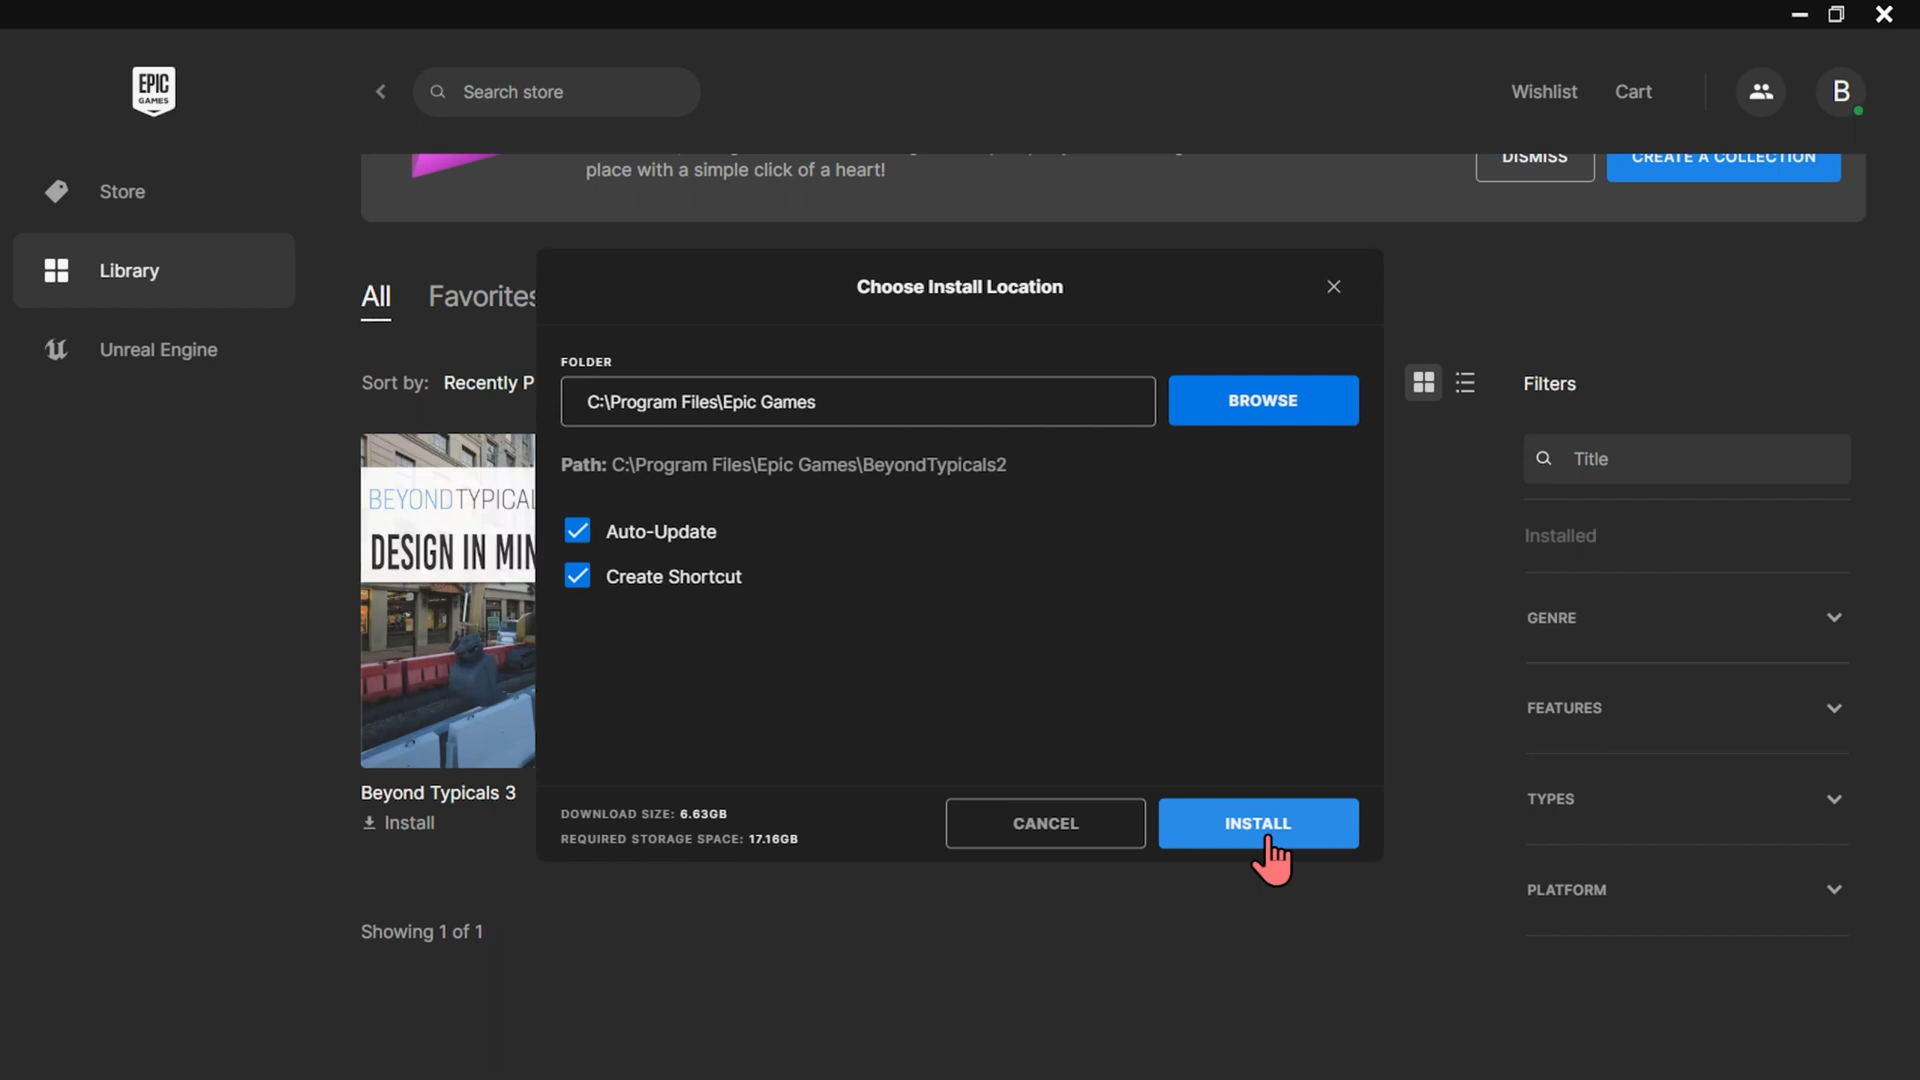 EPIC
GAMES
Search store
Wishlist
Cart
B
place with a simple click of a heart!
DISMISS
CREATE A COLLECTION
Store
Library
Unreal Engine
All
Favorites
Sort by: Recently P
Choose Install Location
FOLDER
C:\Program Files\Epic Games
BROWSE
Path: C:\Program Files\Epic Games\BeyondTypicals2
Auto-Update
Create Shortcut
DOWNLOAD SIZE: 6.63GB
REQUIRED STORAGE SPACE: 17.16GB
CANCEL
INSTALL
BEYONDTYPICAL
DESIGN IN MIN
Beyond Typicals 3
Install
Showing 1 of 1
Filters
Title
Installed
GENRE
FEATURES
TYPES
PLATFORM